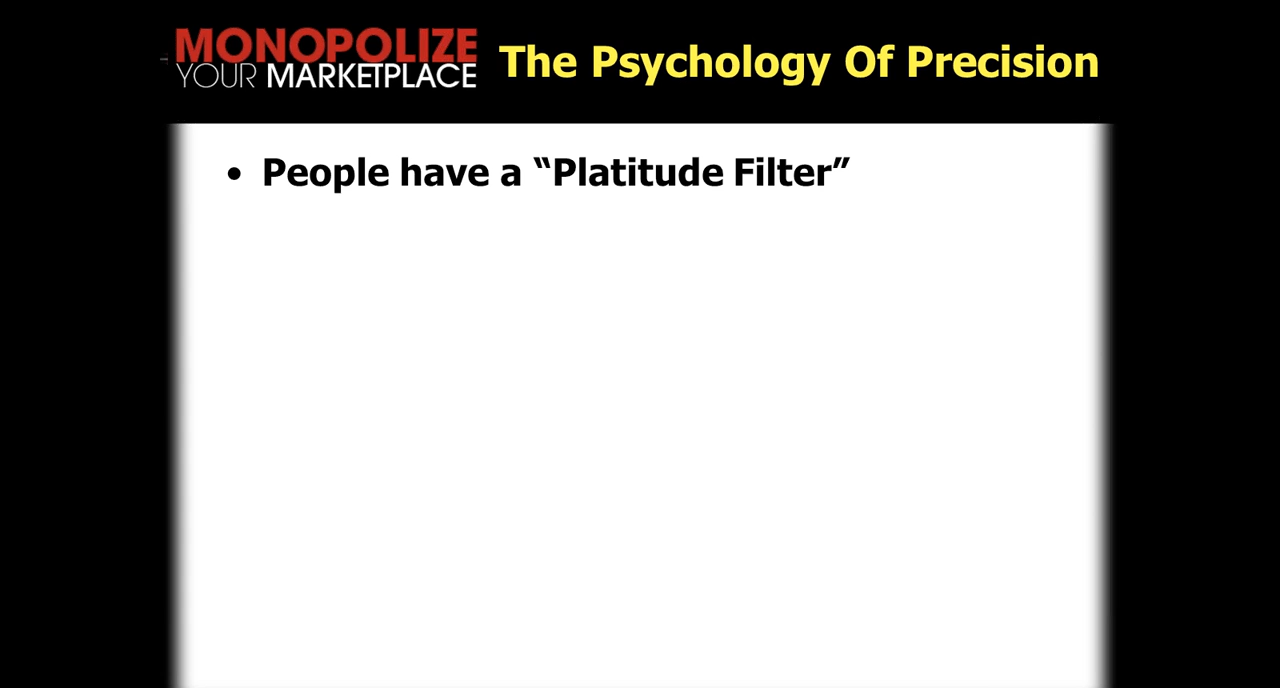 MONOPOLIZE
YOUR MARKETPLACE
The Psychology Of Precision
• People have a “Platitude Filter”